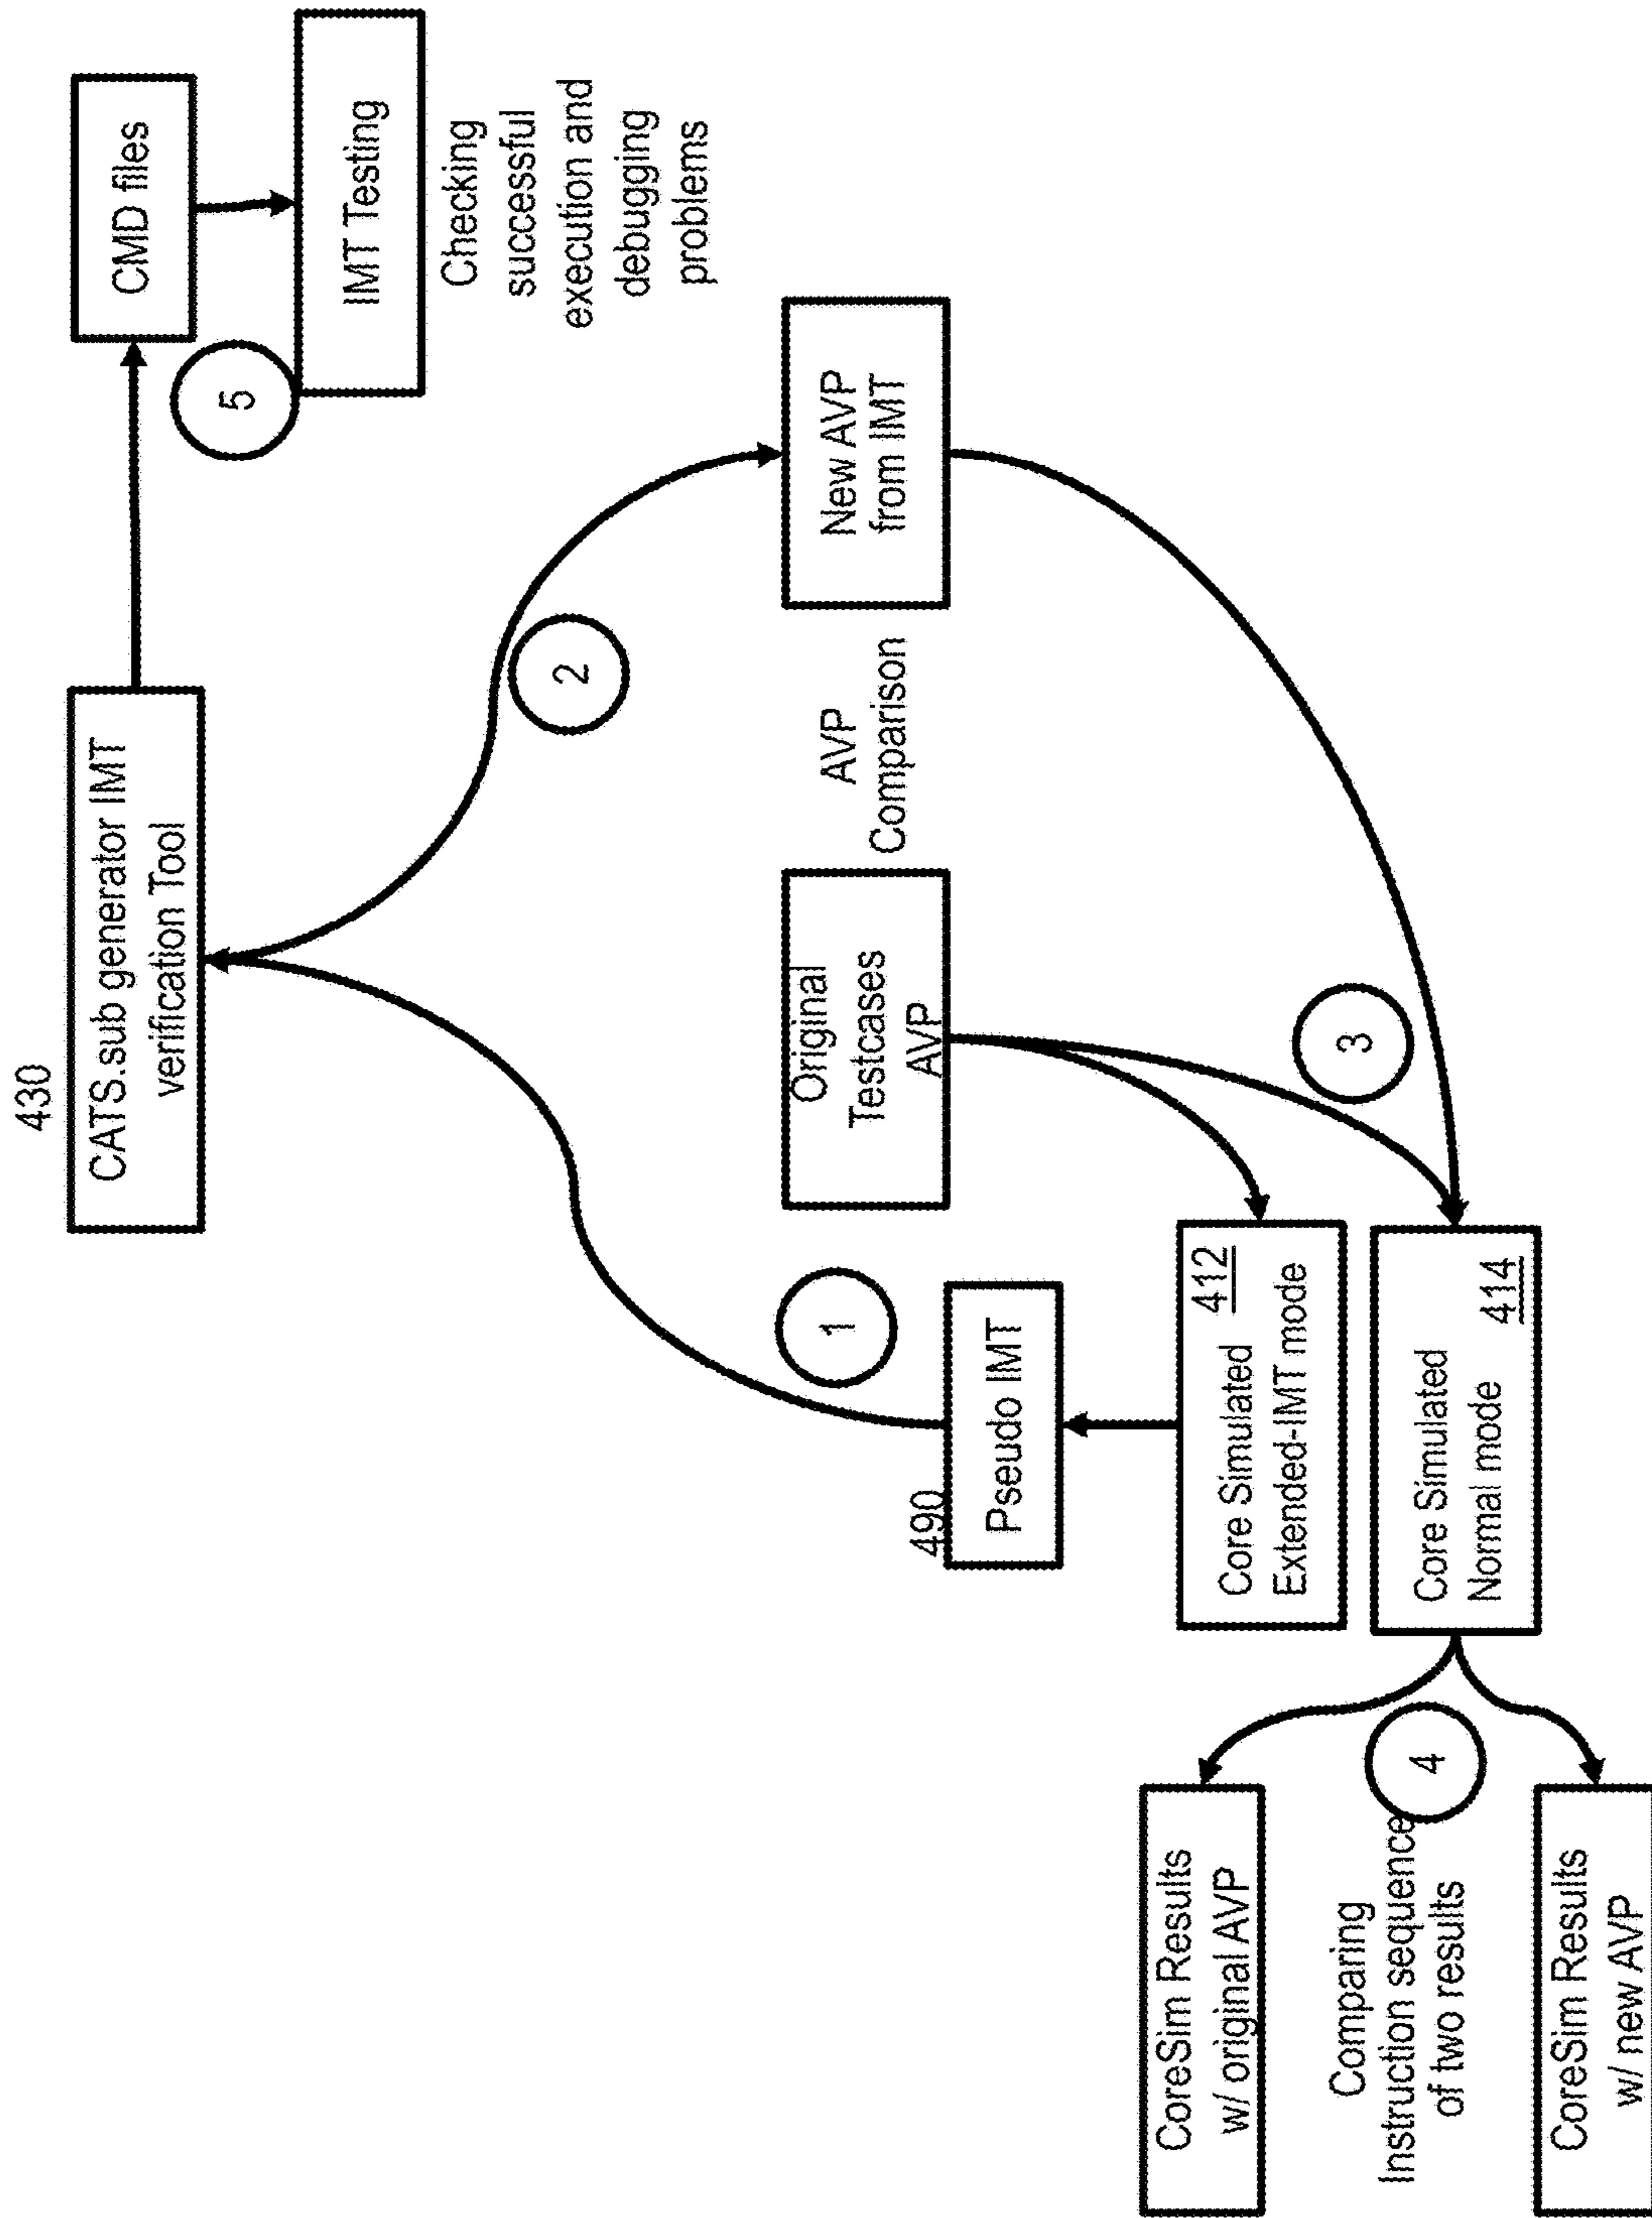 430
CATS.sub generator IMT
verification Tool
CMD files
5
IMT Testing
Checking
successful
execution and
debugging
problems
1
2
490
Pseudo IMT
Original
Testcases
AVP
AVP
Comparison
New AVP
from IMT
412
Core Simulated
Extended-IMT mode
3
Core Simulated
Normal mode
414
CoreSim Results
w/ original AVP
4
Comparing
Instruction sequence
of two results
CoreSim Results
w/ new AVP